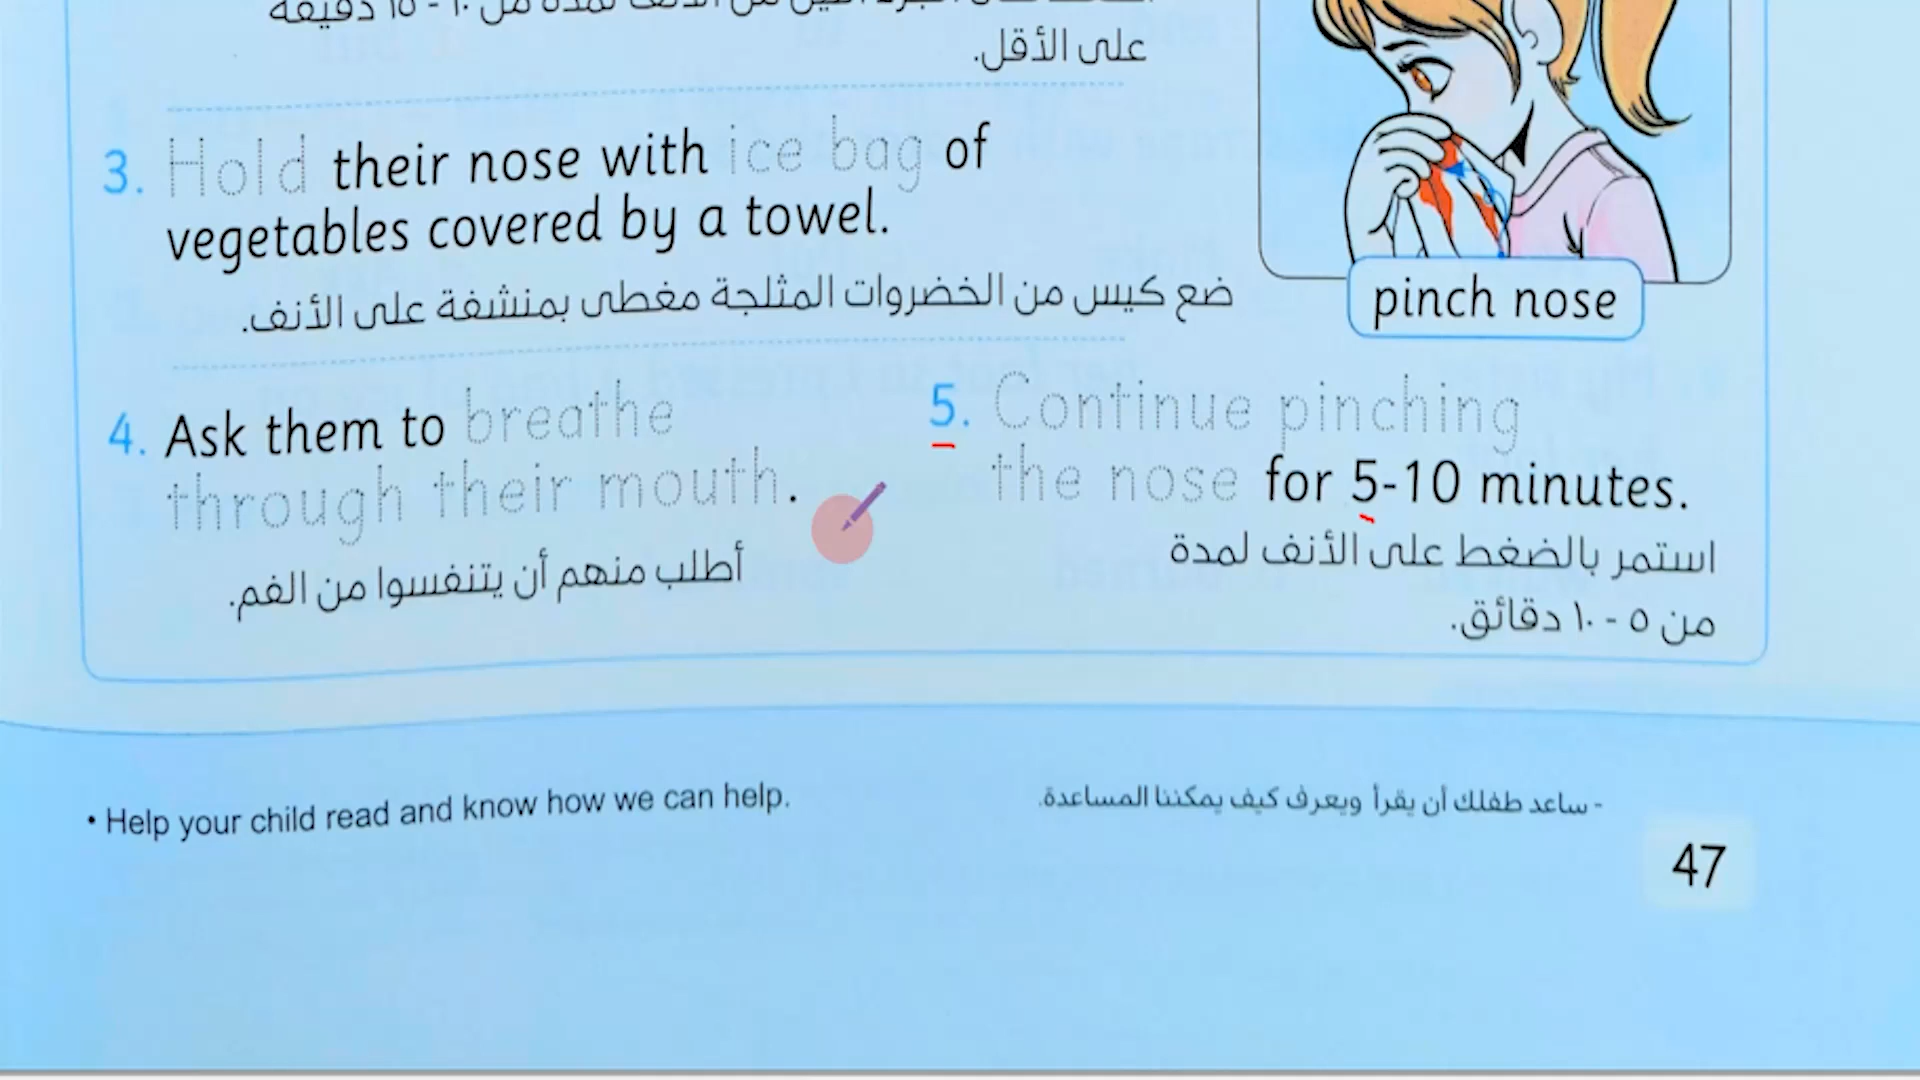 من ١٠ - ١٥ دقيقة
على الأقل.
3. Hold their nose with ice bag of
vegetables covered by a towel.
ضع كيس من الخضروات المثلجة مغطى بمنشفة على الأنف.
pinch nose
4. Ask them to breathe
through their mouth.
أطلب منهم أن يتنفسوا من الفم.
5. Continue pinching
the nose for 5-10 minutes.
استمر بالضغط على الأنف لمدة
من ٥ - ١٠ دقائق.
• Help your child read and know how we can help.
- ساعد طفلك أن يقرأ ويعرف كيف يمكننا المساعدة.
47